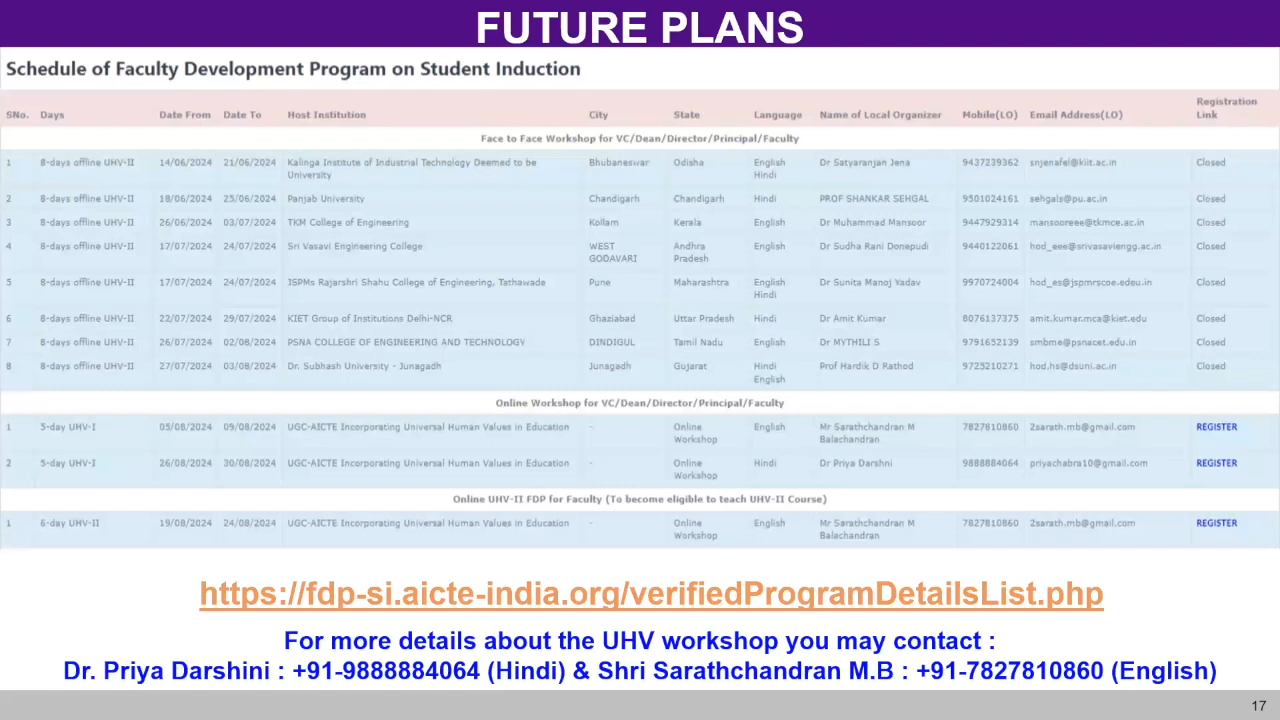 FUTURE PLANS
Schedule of Faculty Development Program on Student Induction
SNo. Days Date From Date To Host Institution City State Language Name of Local Organizer Mobile(LO) Email Address(LO) Registration Link
Face to Face Workshop for VC/Dean/Director/Principal/Faculty
1 8-days offline UHV-II 14/06/2024 21/06/2024 Kalinga Institute of Industrial Technology Deemed to be University Bhubaneswar Odisha English Hindi Dr Satyaranjan Jena 9437239362 snjenafel@kiit.ac.in Closed
2 8-days offline UHV-II 18/06/2024 25/06/2024 Panjab University Chandigarh Chandigarh Hindi PROF SHANKAR SEHGAL 9501024161 sehgals@pu.ac.in Closed
3 8-days offline UHV-II 26/06/2024 03/07/2024 TKM College of Engineering Kollam Kerala English Dr Muhammad Mansoor 9447929314 mansooreee@tkmce.ac.in Closed
4 8-days offline UHV-II 17/07/2024 24/07/2024 Sri Vasavi Engineering College WEST GODAVARI Andhra Pradesh English Dr Sudha Rani Donepudi 9440122061 hod_eee@srivasaviengg.ac.in Closed
5 8-days offline UHV-II 17/07/2024 24/07/2024 JSPMs Rajarshri Shahu College of Engineering, Tathawade Pune Maharashtra English Hindi Dr Sunita Manoj Yadav 9970724004 hod_es@jspmrscoe.edeu.in Closed
6 8-days offline UHV-II 22/07/2024 29/07/2024 KIET Group of Institutions Delhi-NCR Ghaziabad Uttar Pradesh Hindi Dr Amit Kumar 8076137375 amit.kumar.mca@kiet.edu Closed
7 8-days offline UHV-II 26/07/2024 02/08/2024 PSNA COLLEGE OF ENGINEERING AND TECHNOLOGY DINDIGUL Tamil Nadu English Dr MYTHILI S 9791652139 smbme@psnacet.edu.in Closed
8 8-days offline UHV-II 27/07/2024 03/08/2024 Dr. Subhash University - Junagadh Junagadh Gujarat Hindi English Prof Hardik D Rathod 9725210271 hod.hs@dsuni.ac.in Closed
Online Workshop for VC/Dean/Director/Principal/Faculty
1 5-day UHV-I 05/08/2024 09/08/2024 UGC-AICTE Incorporating Universal Human Values in Education - Online Workshop English Mr Sarathchandran M Balachandran 7827810860 2sarath.mb@gmail.com REGISTER
2 5-day UHV-I 26/08/2024 30/08/2024 UGC-AICTE Incorporating Universal Human Values in Education - Online Workshop Hindi Dr Priya Darshni 9888884064 priyachabra10@gmail.com REGISTER
Online UHV-II FDP for Faculty (To become eligible to teach UHV-II Course)
1 6-day UHV-II 19/08/2024 24/08/2024 UGC-AICTE Incorporating Universal Human Values in Education - Online Workshop English Mr Sarathchandran M Balachandran 7827810860 2sarath.mb@gmail.com REGISTER
https://fdp-si.aicte-india.org/verifiedProgramDetailsList.php
For more details about the UHV workshop you may contact :
Dr. Priya Darshini : +91-9888884064 (Hindi) & Shri Sarathchandran M.B : +91-7827810860 (English)
17